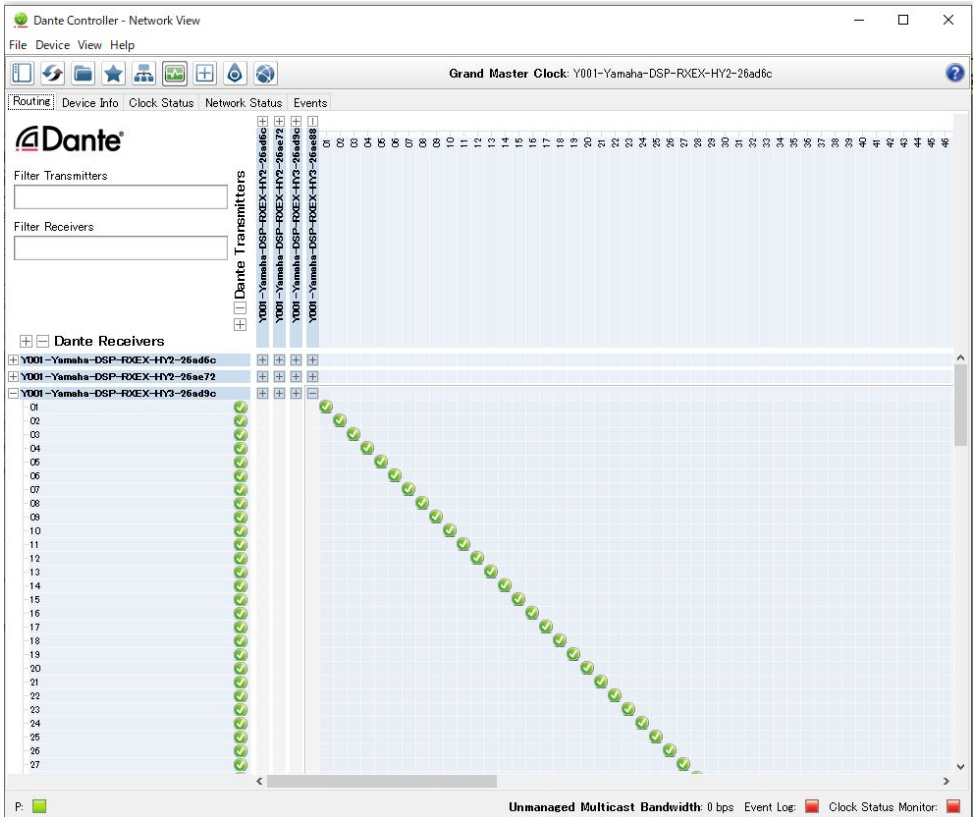 Dante Controller - Network View
File Device View Help
Grand Master Clock: Y001-Yamaha-DSP-RXEX-HY2-26ad6c
Routing Device Info Clock Status Network Status Events
Dante
Filter Transmitters
Filter Receivers
Dante Transmitters
Y001-Yamaha-DSP-RXEX-HY2-26ad6c
Y001-Yamaha-DSP-RXEX-HY2-26ae72
Y001-Yamaha-DSP-RXEX-HY3-26ad9c
Y001-Yamaha-DSP-RXEX-HY3-26ae88
01 02 03 04 05 06 07 08 09 10 11 12 13 14 15 16 17 18 19 20 21 22 23 24 25 26 27 28 29 30 31 32 33 34 35 36 37 38 39 40 41 42 43 44 45 46
Dante Receivers
Y001-Yamaha-DSP-RXEX-HY2-26ad6c
Y001-Yamaha-DSP-RXEX-HY2-26ae72
Y001-Yamaha-DSP-RXEX-HY3-26ad9c
01
02
03
04
05
06
07
08
09
10
11
12
13
14
15
16
17
18
19
20
21
22
23
24
25
26
27
P: Unmanaged Multicast Bandwidth: 0 bps Event Log: Clock Status Monitor: